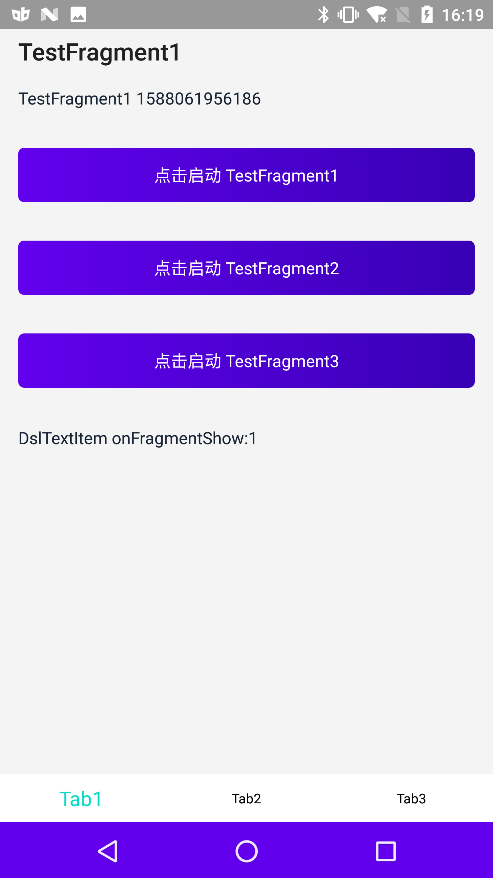 16:19
TestFragment1
TestFragment1 1588061956186
点击启动 TestFragment1
点击启动 TestFragment2
点击启动 TestFragment3
DslTextItem onFragmentShow:1
Tab1 Tab2 Tab3